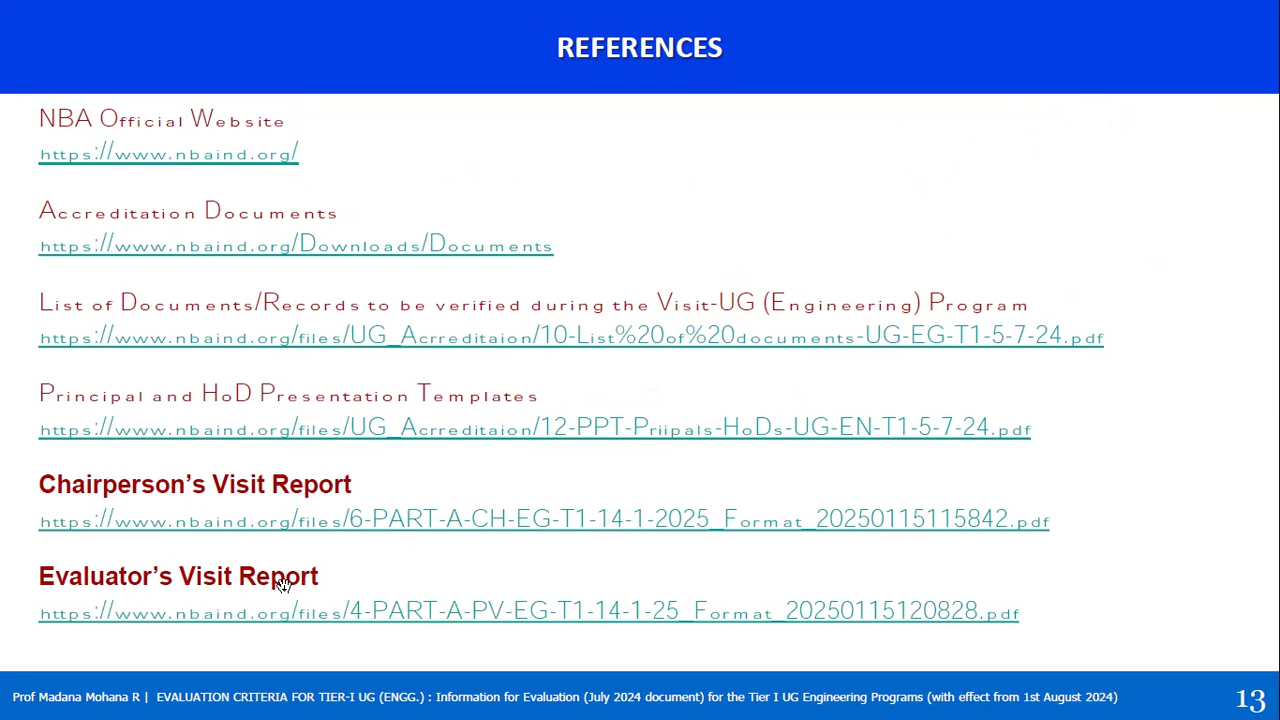 REFERENCES
NBA Official Website
https://www.nbaind.org/
Accreditation Documents
https://www.nbaind.org/Downloads/Documents
List of Documents/Records to be verified during the Visit-UG (Engineering) Program
https://www.nbaind.org/files/UG_Acrreditaion/10-List%20of%20documents-UG-EG-T1-5-7-24.pdf
Principal and HoD Presentation Templates
https://www.nbaind.org/files/UG_Acrreditaion/12-PPT-Priipals-HoDs-UG-EN-T1-5-7-24.pdf
Chairperson’s Visit Report
https://www.nbaind.org/files/6-PART-A-CH-EG-T1-14-1-2025_Format_20250115115842.pdf
Evaluator’s Visit Report
https://www.nbaind.org/files/4-PART-A-PV-EG-T1-14-1-25_Format_20250115120828.pdf
Prof Madana Mohana R | EVALUATION CRITERIA FOR TIER-I UG (ENGG.) : Information for Evaluation (July 2024 document) for the Tier I UG Engineering Programs (with effect from 1st August 2024) 13